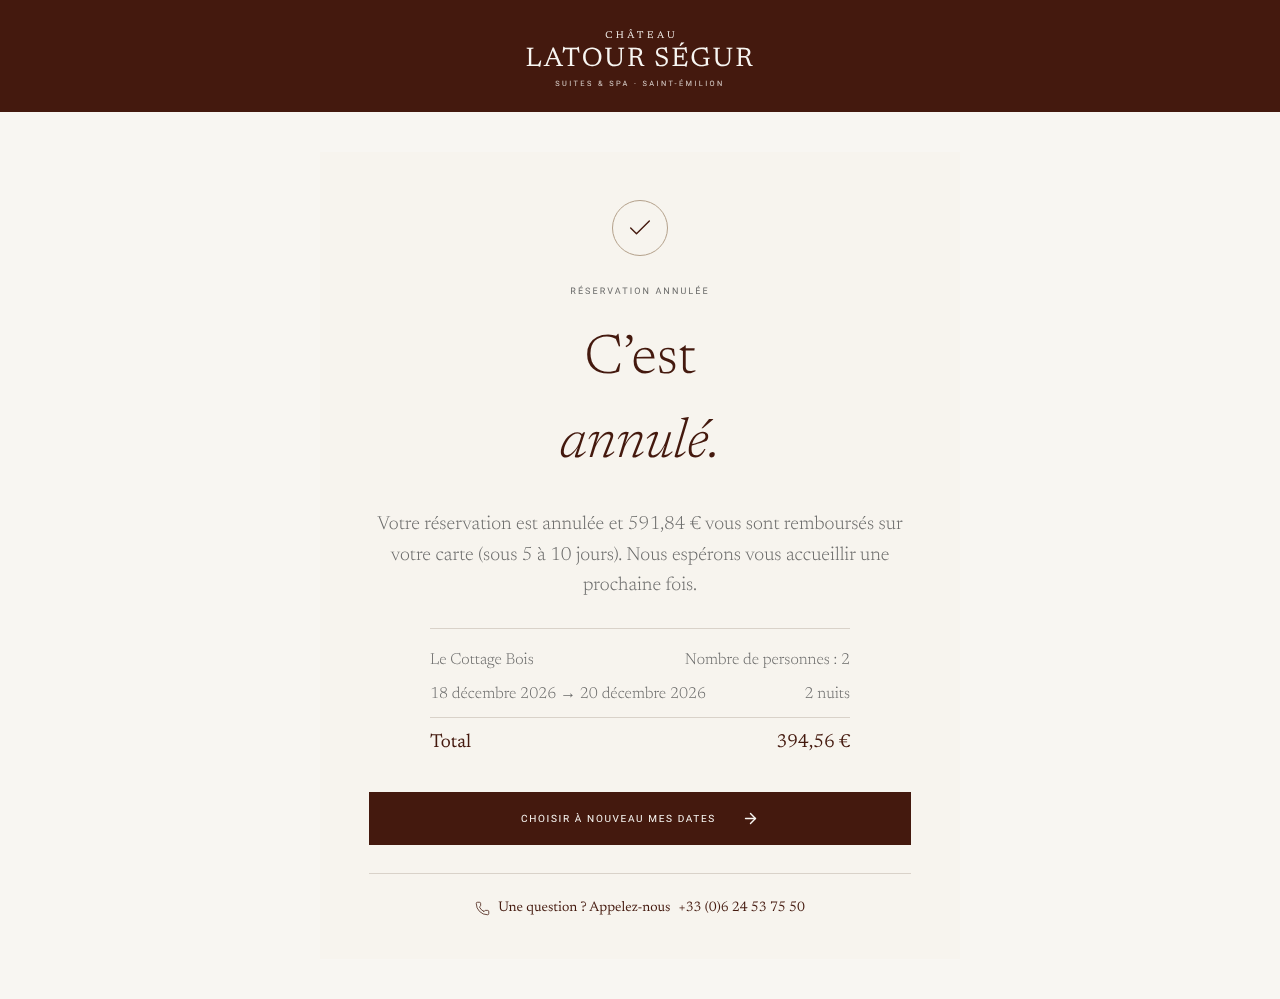 CHÂTEAU
LATOUR SÉGUR
SUITES & SPA · SAINT-ÉMILION
RÉSERVATION ANNULÉE
C’est
annulé.
Votre réservation est annulée et 591,84 € vous sont remboursés sur
votre carte (sous 5 à 10 jours). Nous espérons vous accueillir une
prochaine fois.
Le Cottage Bois Nombre de personnes : 2
18 décembre 2026 → 20 décembre 2026 2 nuits
Total 394,56 €
CHOISIR À NOUVEAU MES DATES →
Une question ? Appelez-nous +33 (0)6 24 53 75 50